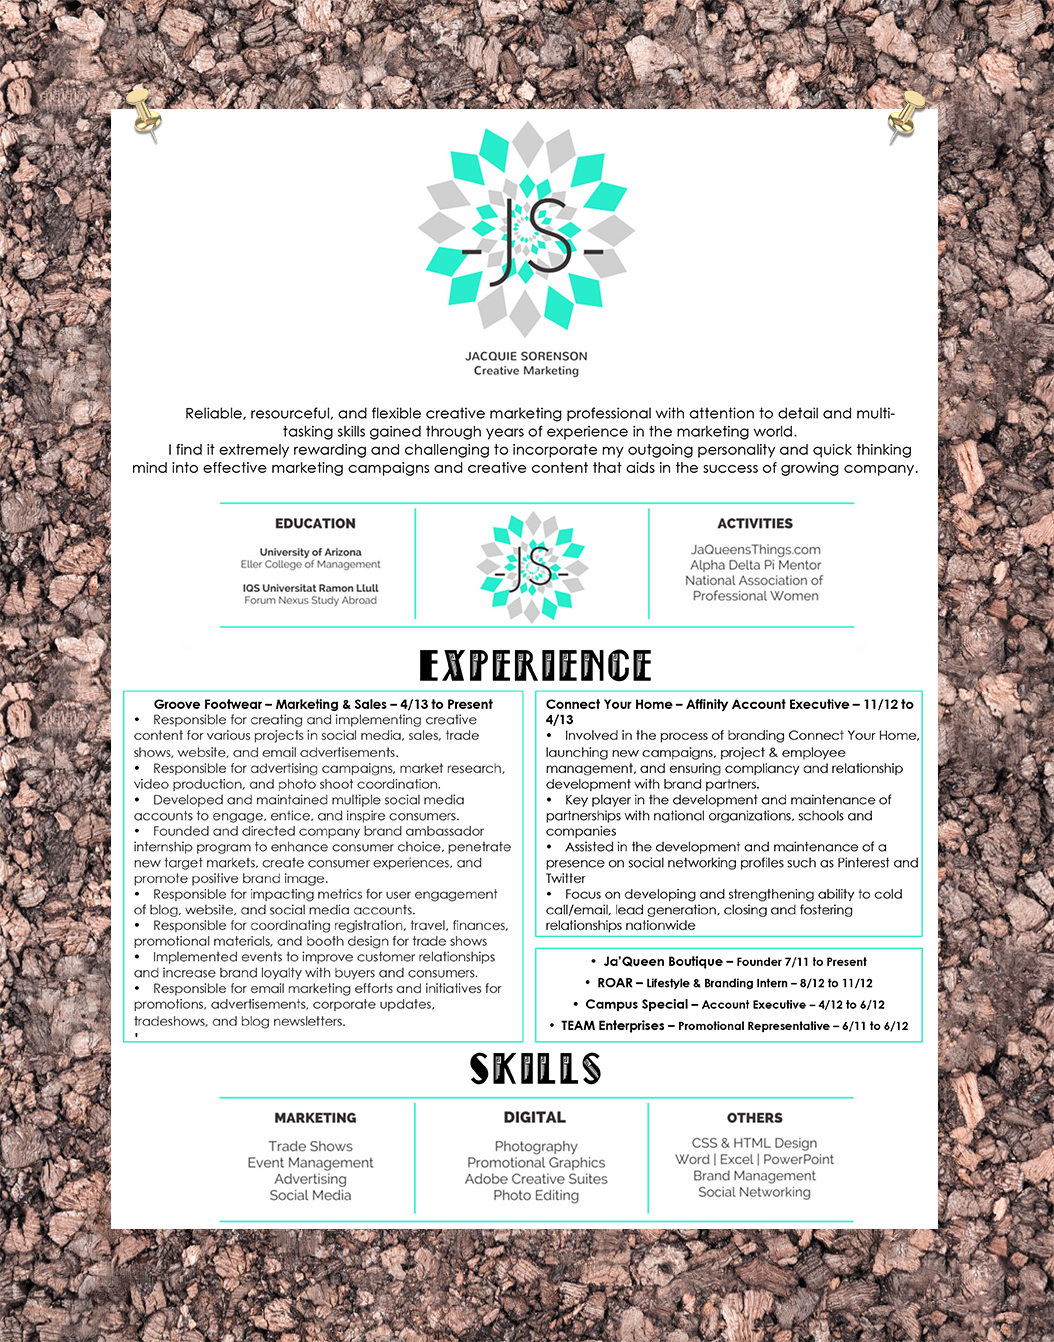 -JS-
JACQUIE SORENSON
Creative Marketing
Reliable, resourceful, and flexible creative marketing professional with attention to detail and multi-
tasking skills gained through years of experience in the marketing world.
I find it extremely rewarding and challenging to incorporate my outgoing personality and quick thinking
mind into effective marketing campaigns and creative content that aids in the success of growing company.
EDUCATION
University of Arizona
Eller College of Management
IQS Universitat Ramon Llull
Forum Nexus Study Abroad
-JS-
ACTIVITIES
JaQueensThings.com
Alpha Delta Pi Mentor
National Association of
Professional Women
EXPERIENCE
Groove Footwear – Marketing & Sales – 4/13 to Present
• Responsible for creating and implementing creative
content for various projects in social media, sales, trade
shows, website, and email advertisements.
• Responsible for advertising campaigns, market research,
video production, and photo shoot coordination.
• Developed and maintained multiple social media
accounts to engage, entice, and inspire consumers.
• Founded and directed company brand ambassador
internship program to enhance consumer choice, penetrate
new target markets, create consumer experiences, and
promote positive brand image.
• Responsible for impacting metrics for user engagement
of blog, website, and social media accounts.
• Responsible for coordinating registration, travel, finances,
promotional materials, and booth design for trade shows
• Implemented events to improve customer relationships
and increase brand loyalty with buyers and consumers.
• Responsible for email marketing efforts and initiatives for
promotions, advertisements, corporate updates,
tradeshows, and blog newsletters.
'
Connect Your Home – Affinity Account Executive – 11/12 to
4/13
• Involved in the process of branding Connect Your Home,
launching new campaigns, project & employee
management, and ensuring compliancy and relationship
development with brand partners.
• Key player in the development and maintenance of
partnerships with national organizations, schools and
companies
• Assisted in the development and maintenance of a
presence on social networking profiles such as Pinterest and
Twitter
• Focus on developing and strengthening ability to cold
call/email, lead generation, closing and fostering
relationships nationwide
• Ja'Queen Boutique – Founder 7/11 to Present
• ROAR – Lifestyle & Branding Intern – 8/12 to 11/12
• Campus Special – Account Executive – 4/12 to 6/12
• TEAM Enterprises – Promotional Representative – 6/11 to 6/12
SKILLS
MARKETING
Trade Shows
Event Management
Advertising
Social Media
DIGITAL
Photography
Promotional Graphics
Adobe Creative Suites
Photo Editing
OTHERS
CSS & HTML Design
Word | Excel | PowerPoint
Brand Management
Social Networking